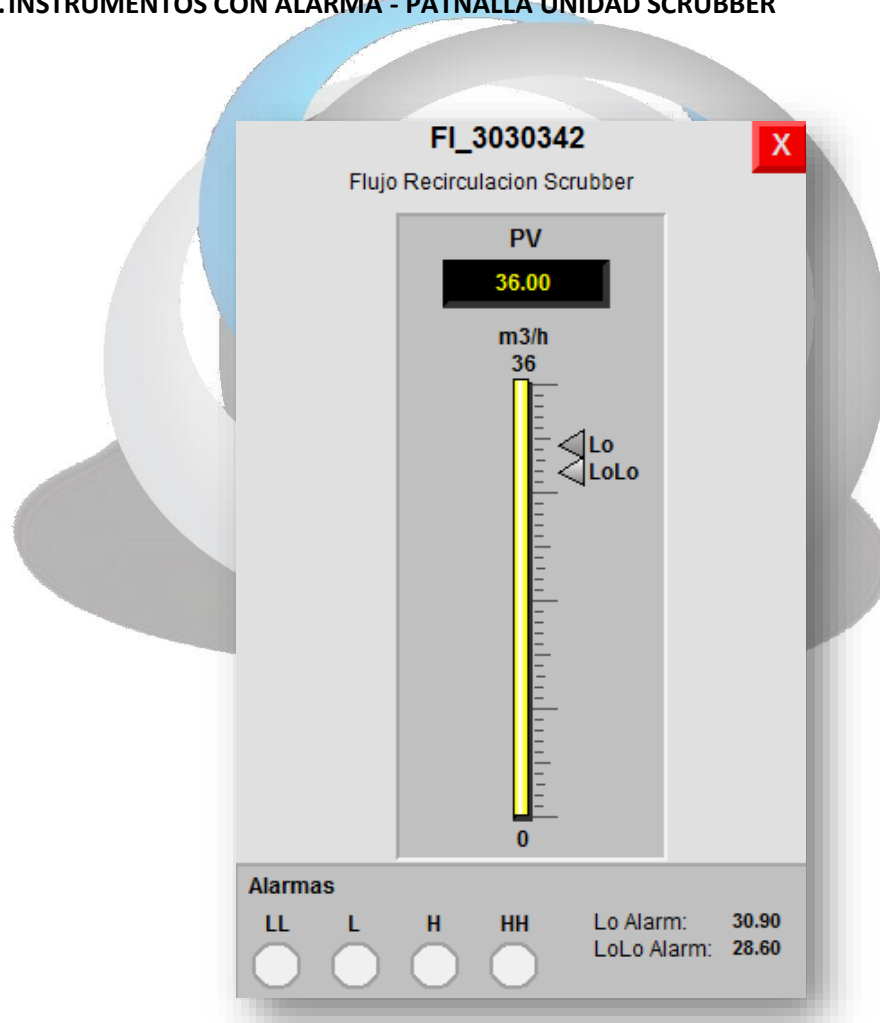 .INSTRUMENTOS CON ALARMA - PATNALLA UNIDAD SCRUBBER
FI_3030342
X
Flujo Recirculacion Scrubber
PV
36.00
m3/h
36
Lo
LoLo
0
Alarmas
LL L H HH
Lo Alarm: 30.90
LoLo Alarm: 28.60